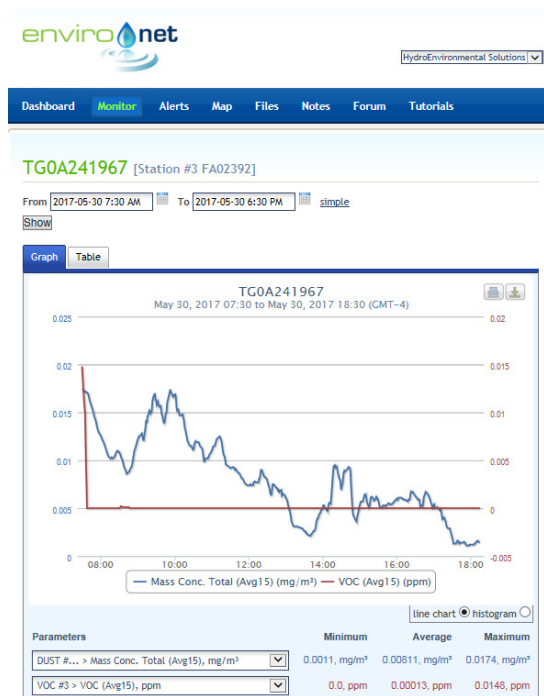 environet
HydroEnvironmental Solutions
Dashboard Monitor Alerts Map Files Notes Forum Tutorials
TG0A241967 [Station #3 FA02392]
From 2017-05-30 7:30 AM To 2017-05-30 6:30 PM simple
Show
Graph Table
TG0A241967
May 30, 2017 07:30 to May 30, 2017 18:30 (GMT-4)
0.025 0.02
0.02 0.015
0.015 0.01
0.01 0.005
0.005 0
0 -0.005
08:00 10:00 12:00 14:00 16:00 18:00
Mass Conc. Total (Avg15) (mg/m³) VOC (Avg15) (ppm)
line chart histogram
Parameters Minimum Average Maximum
DUST #... > Mass Conc. Total (Avg15), mg/m³ 0.0011, mg/m³ 0.00811, mg/m³ 0.0174, mg/m³
VOC #3 > VOC (Avg15), ppm 0.0, ppm 0.00013, ppm 0.0148, ppm